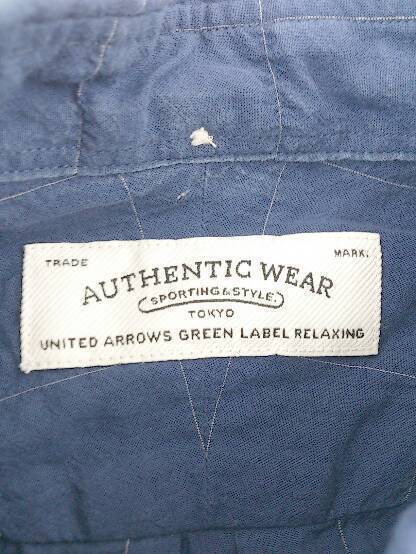 TRADE MARK.
AUTHENTIC WEAR
SPORTING & STYLE.
TOKYO
UNITED ARROWS GREEN LABEL RELAXING